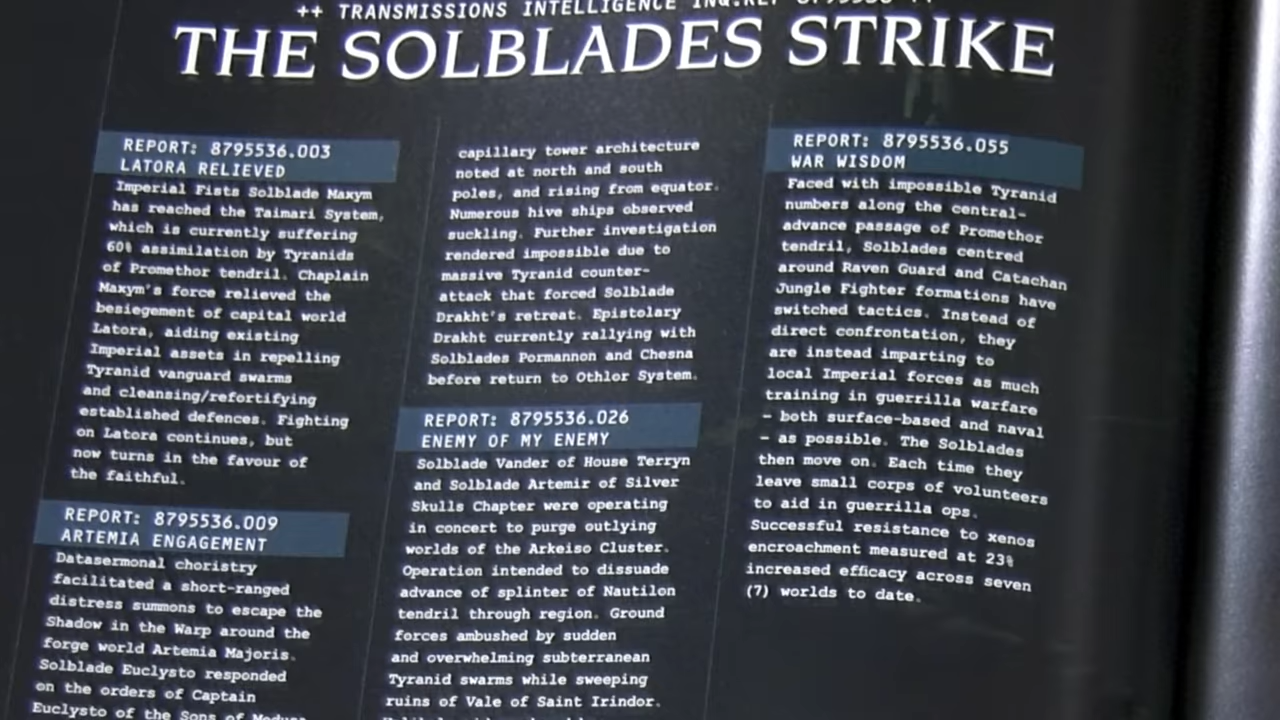 ++ TRANSMISSIONS INTELLIGENCE INQ.REF 8795536 ++
THE SOLBLADES STRIKE
REPORT: 8795536.003
LATORA RELIEVED
Imperial Fists Solblade Maxym
has reached the Taimari System,
which is currently suffering
60% assimilation by Tyranids
of Promethor tendril. Chaplain
Maxym's force relieved the
besiegement of capital world
Latora, aiding existing
Imperial assets in repelling
Tyranid vanguard swarms
and cleansing/refortifying
established defences. Fighting
on Latora continues, but
now turns in the favour of
the faithful.
REPORT: 8795536.009
ARTEMIA ENGAGEMENT
Datasermonal choristry
facilitated a short-ranged
distress summons to escape the
Shadow in the Warp around the
forge world Artemia Majoris.
Solblade Euclysto responded
on the orders of Captain
Euclysto of the Sons of
capillary tower architecture
noted at north and south
poles, and rising from equator.
Numerous hive ships observed
suckling. Further investigation
rendered impossible due to
massive Tyranid counter-
attack that forced Solblade
Drakht's retreat. Epistolary
Drakht currently rallying with
Solblades Pormannon and Chesna
before return to Othlor System.
REPORT: 8795536.026
ENEMY OF MY ENEMY
Solblade Vander of House Terryn
and Solblade Artemir of Silver
Skulls Chapter were operating
in concert to purge outlying
worlds of the Arkeiso Cluster.
Operation intended to dissuade
advance of splinter of Nautilon
tendril through region. Ground
forces ambushed by sudden
and overwhelming subterranean
Tyranid swarms while sweeping
ruins of Vale of Saint Irindor.
REPORT: 8795536.055
WAR WISDOM
Faced with impossible Tyranid
numbers along the central-
advance passage of Promethor
tendril, Solblades centred
around Raven Guard and Catachan
Jungle Fighter formations have
switched tactics. Instead of
direct confrontation, they
are instead imparting to
local Imperial forces as much
training in guerrilla warfare
– both surface-based and naval
– as possible. The Solblades
then move on. Each time they
leave small corps of volunteers
to aid in guerrilla ops.
Successful resistance to xenos
encroachment measured at 23%
increased efficacy across seven
(7) worlds to date.